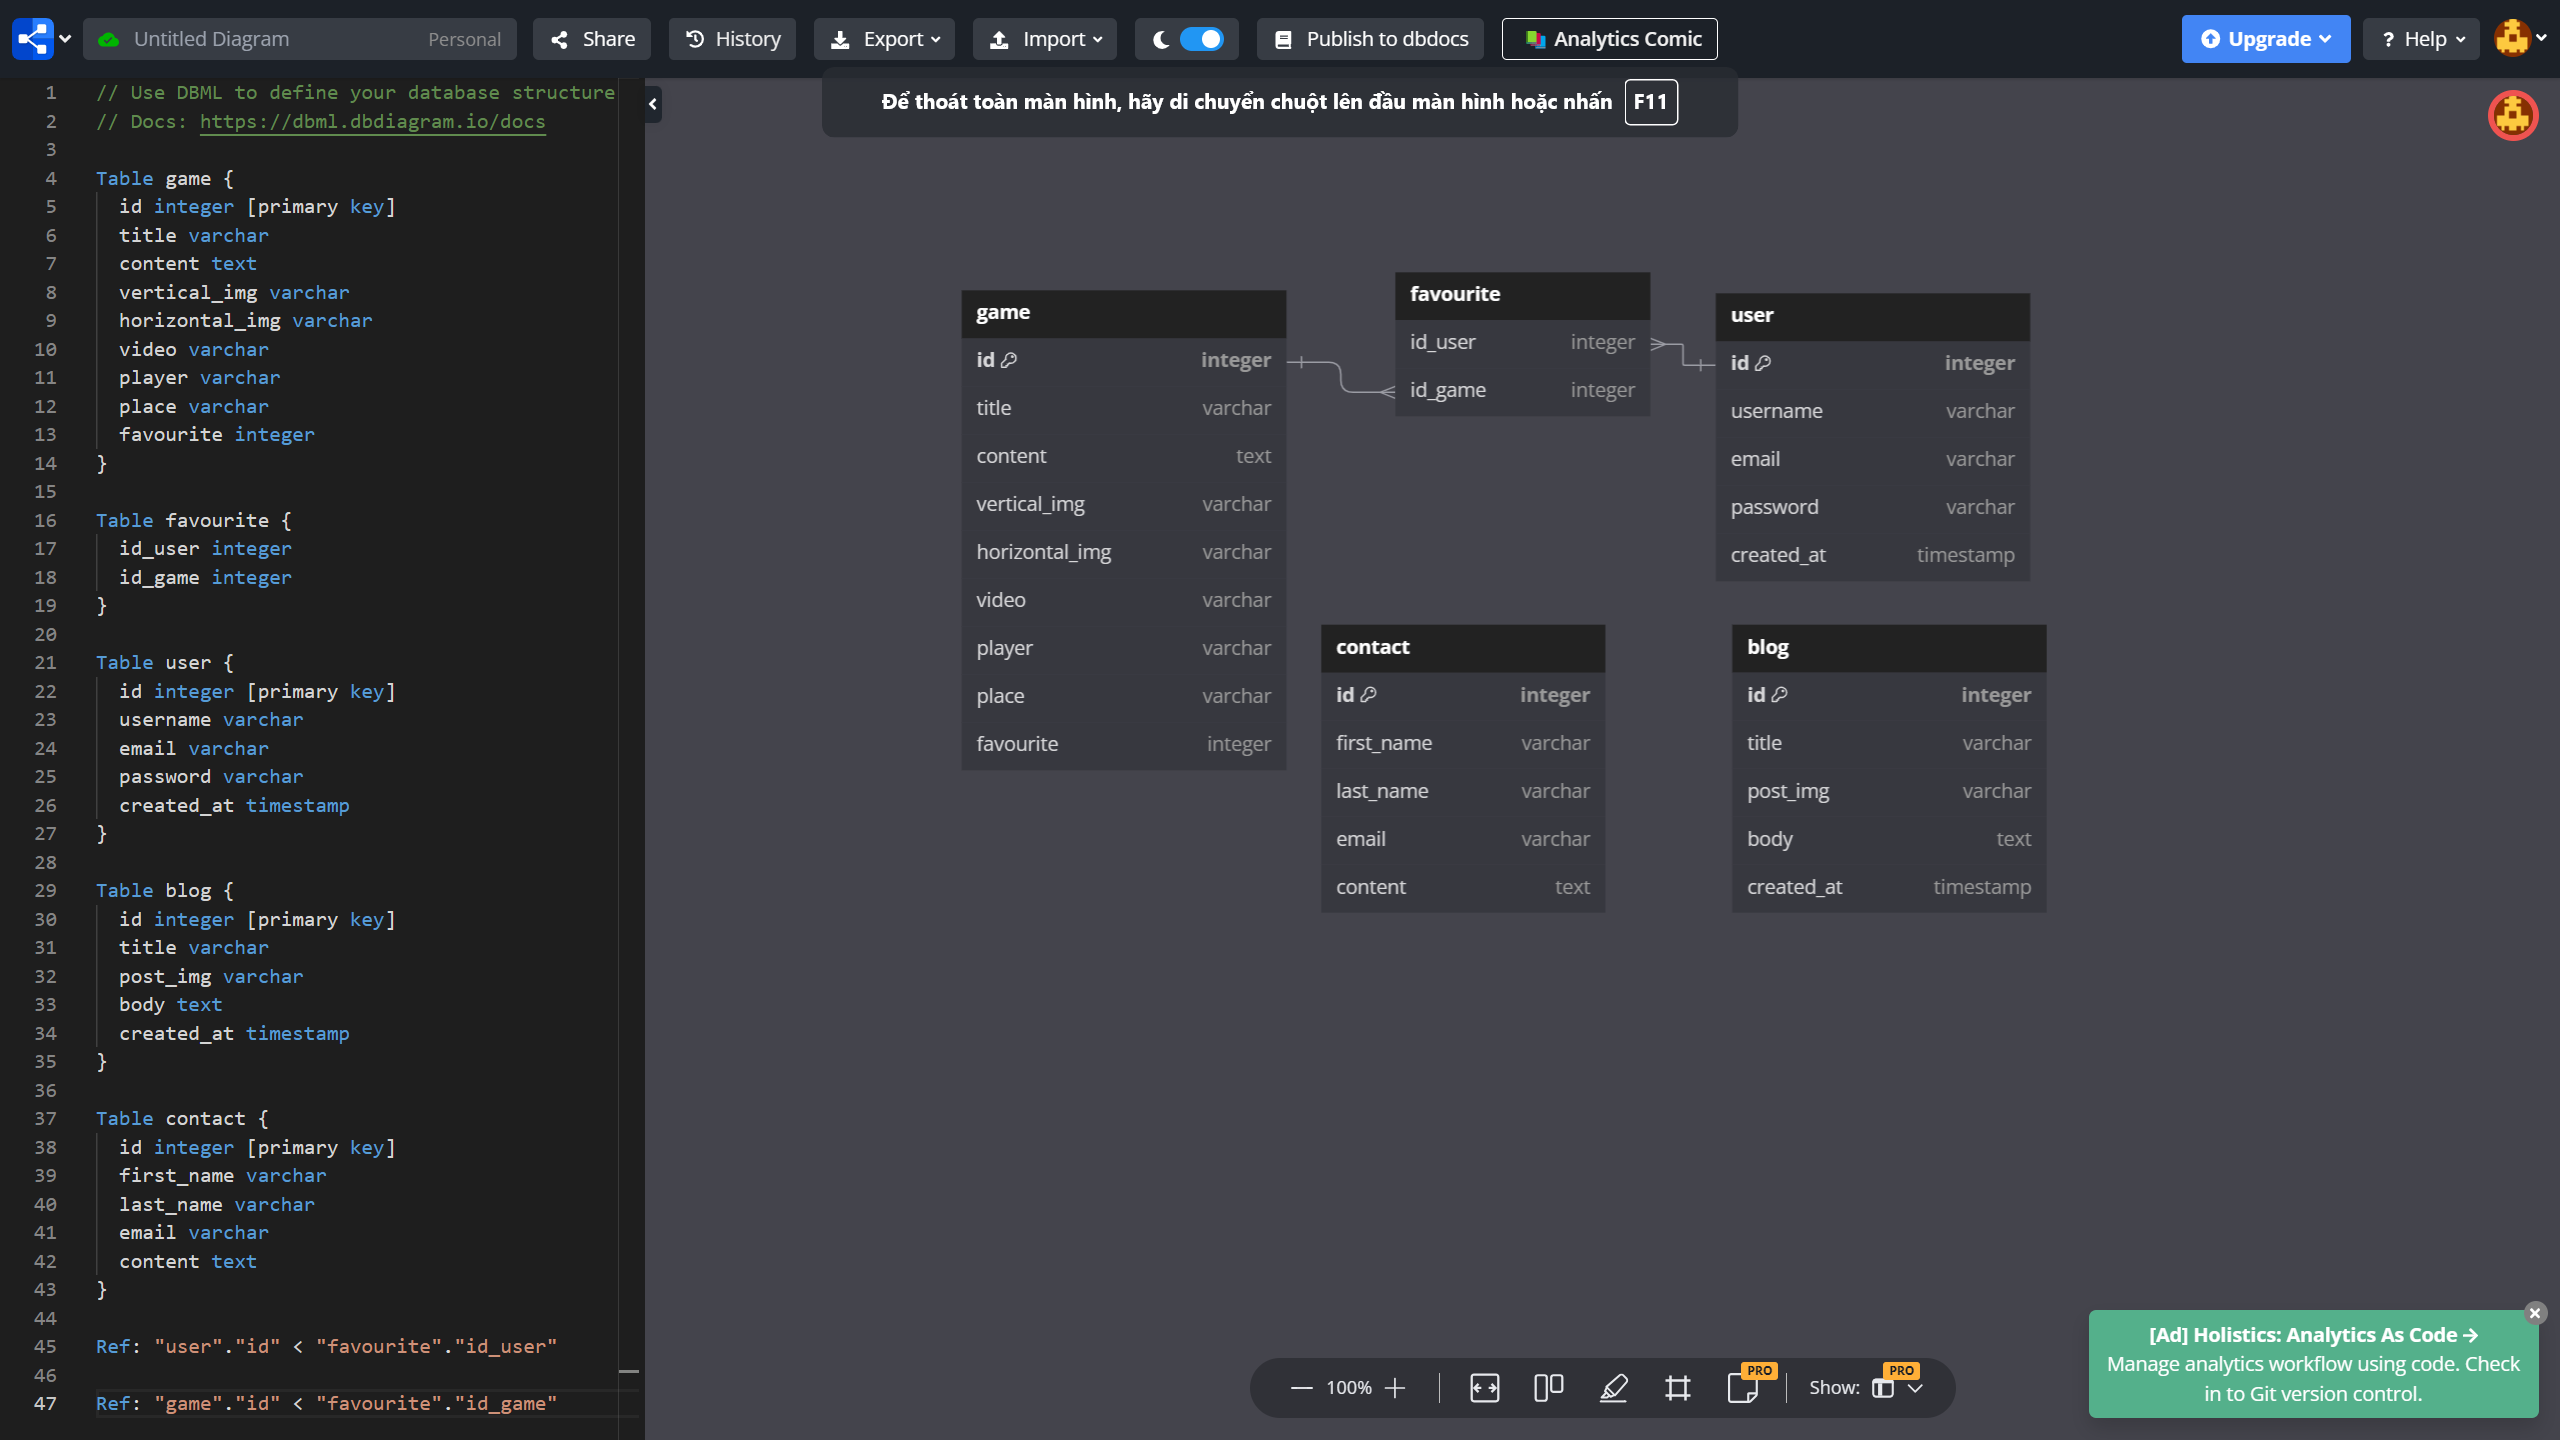 Untitled Diagram Personal Share History Export Import Publish to dbdocs Analytics Comic Upgrade ? Help
Để thoát toàn màn hình, hãy di chuyển chuột lên đầu màn hình hoặc nhấn F11
1 // Use DBML to define your database structure
2 // Docs: https://dbml.dbdiagram.io/docs
3
4 Table game {
5 id integer [primary key]
6 title varchar
7 content text
8 vertical_img varchar
9 horizontal_img varchar
10 video varchar
11 player varchar
12 place varchar
13 favourite integer
14 }
15
16 Table favourite {
17 id_user integer
18 id_game integer
19 }
20
21 Table user {
22 id integer [primary key]
23 username varchar
24 email varchar
25 password varchar
26 created_at timestamp
27 }
28
29 Table blog {
30 id integer [primary key]
31 title varchar
32 post_img varchar
33 body text
34 created_at timestamp
35 }
36
37 Table contact {
38 id integer [primary key]
39 first_name varchar
40 last_name varchar
41 email varchar
42 content text
43 }
44
45 Ref: "user"."id" < "favourite"."id_user"
46
47 Ref: "game"."id" < "favourite"."id_game"
game
id integer
title varchar
content text
vertical_img varchar
horizontal_img varchar
video varchar
player varchar
place varchar
favourite integer
favourite
id_user integer
id_game integer
user
id integer
username varchar
email varchar
password varchar
created_at timestamp
contact
id integer
first_name varchar
last_name varchar
email varchar
content text
blog
id integer
title varchar
post_img varchar
body text
created_at timestamp
100% PRO Show: PRO
[Ad] Holistics: Analytics As Code →
Manage analytics workflow using code. Check
in to Git version control.